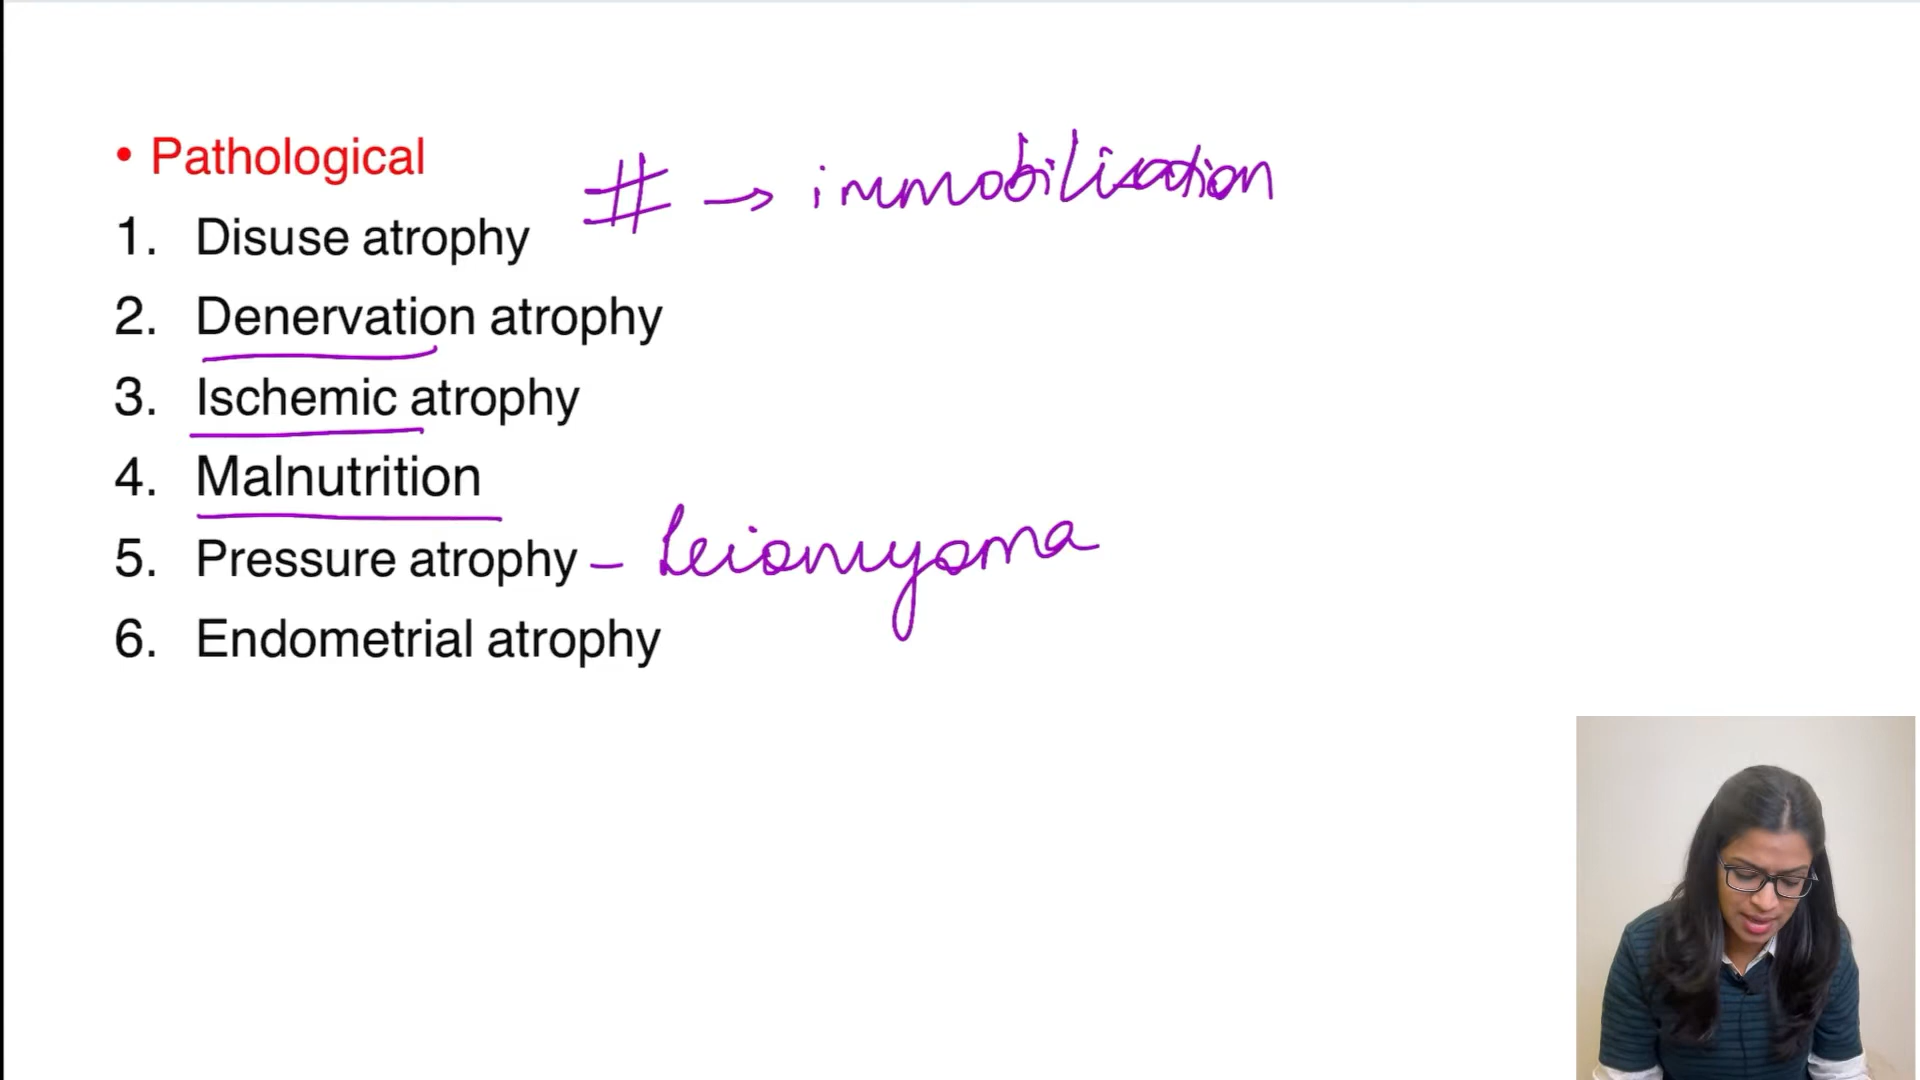 • Pathological
# → immobilisation
1. Disuse atrophy
2. Denervation atrophy
3. Ischemic atrophy
4. Malnutrition
5. Pressure atrophy – Leiomyoma
6. Endometrial atrophy